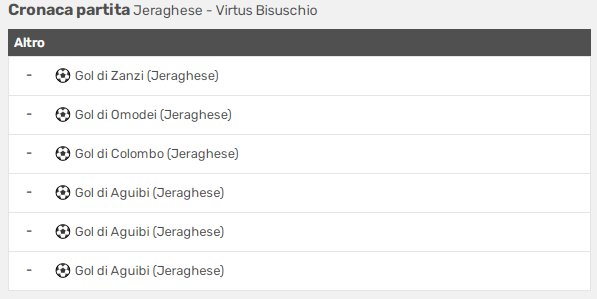 Cronaca partita Jeraghese - Virtus Bisuschio
Altro
- Gol di Zanzi (Jeraghese)
- Gol di Omodei (Jeraghese)
- Gol di Colombo (Jeraghese)
- Gol di Aguibi (Jeraghese)
- Gol di Aguibi (Jeraghese)
- Gol di Aguibi (Jeraghese)